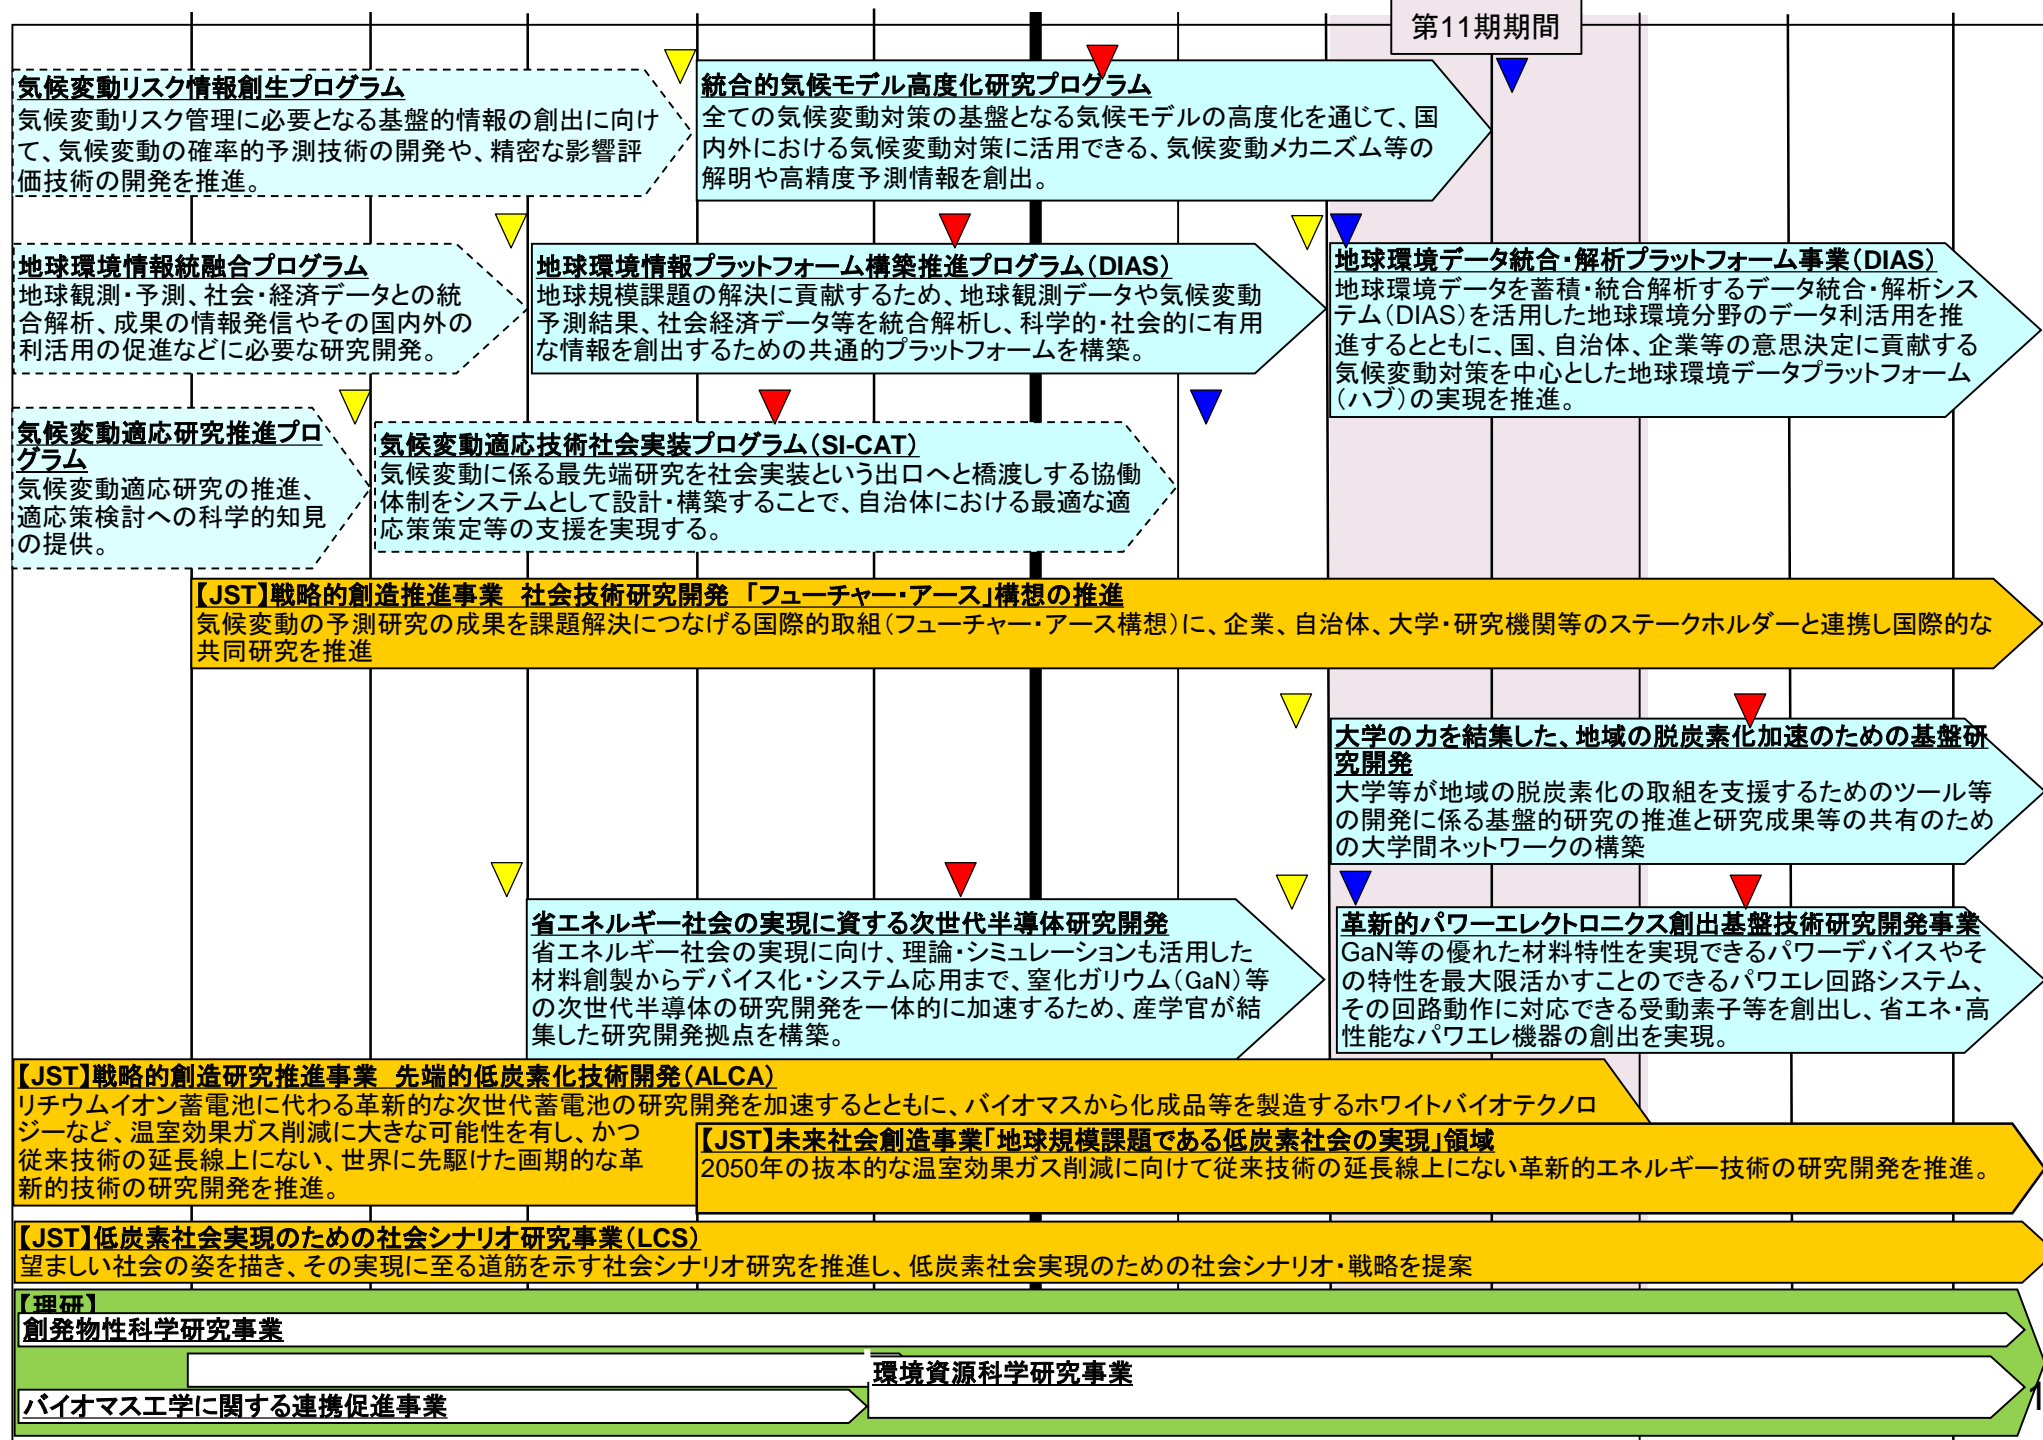 第11期期間
気候変動リスク情報創生プログラム
気候変動リスク管理に必要となる基盤的情報の創出に向け
て、気候変動の確率的予測技術の開発や、精密な影響評
価技術の開発を推進。
統合的気候モデル高度化研究プログラム
全ての気候変動対策の基盤となる気候モデルの高度化を通じて、国
内外における気候変動対策に活用できる、気候変動メカニズム等の
解明や高精度予測情報を創出。
地球環境情報統融合プログラム
地球観測・予測、社会・経済データとの統
合解析、成果の情報発信やその国内外の
利活用の促進などに必要な研究開発。
地球環境情報プラットフォーム構築推進プログラム(DIAS)
地球規模課題の解決に貢献するため、地球観測データや気候変動
予測結果、社会経済データ等を統合解析し、科学的・社会的に有用
な情報を創出するための共通的プラットフォームを構築。
地球環境データ統合・解析プラットフォーム事業(DIAS)
地球環境データを蓄積・統合解析するデータ統合・解析シス
テム(DIAS)を活用した地球環境分野のデータ利活用を推
進するとともに、国、自治体、企業等の意思決定に貢献する
気候変動対策を中心とした地球環境データプラットフォーム
(ハブ)の実現を推進。
気候変動適応研究推進プロ
グラム
気候変動適応研究の推進、
適応策検討への科学的知見
の提供。
気候変動適応技術社会実装プログラム(SI-CAT)
気候変動に係る最先端研究を社会実装という出口へと橋渡しする協働
体制をシステムとして設計・構築することで、自治体における最適な適
応策策定等の支援を実現する。
【JST】戦略的創造推進事業 社会技術研究開発 「フューチャー・アース」構想の推進
気候変動の予測研究の成果を課題解決につなげる国際的取組(フューチャー・アース構想)に、企業、自治体、大学・研究機関等のステークホルダーと連携し国際的な
共同研究を推進
大学の力を結集した、地域の脱炭素化加速のための基盤研
究開発
大学等が地域の脱炭素化の取組を支援するためのツール等
の開発に係る基盤的研究の推進と研究成果等の共有のため
の大学間ネットワークの構築
省エネルギー社会の実現に資する次世代半導体研究開発
省エネルギー社会の実現に向け、理論・シミュレーションも活用した
材料創製からデバイス化・システム応用まで、窒化ガリウム(GaN)等
の次世代半導体の研究開発を一体的に加速するため、産学官が結
集した研究開発拠点を構築。
革新的パワーエレクトロニクス創出基盤技術研究開発事業
GaN等の優れた材料特性を実現できるパワーデバイスやそ
の特性を最大限活かすことのできるパワエレ回路システム、
その回路動作に対応できる受動素子等を創出し、省エネ・高
性能なパワエレ機器の創出を実現。
【JST】戦略的創造研究推進事業 先端的低炭素化技術開発(ALCA)
リチウムイオン蓄電池に代わる革新的な次世代蓄電池の研究開発を加速するとともに、バイオマスから化成品等を製造するホワイトバイオテクノロ
ジーなど、温室効果ガス削減に大きな可能性を有し、かつ
従来技術の延長線上にない、世界に先駆けた画期的な革
新的技術の研究開発を推進。
【JST】未来社会創造事業「地球規模課題である低炭素社会の実現」領域
2050年の抜本的な温室効果ガス削減に向けて従来技術の延長線上にない革新的エネルギー技術の研究開発を推進。
【JST】低炭素社会実現のための社会シナリオ研究事業(LCS)
望ましい社会の姿を描き、その実現に至る道筋を示す社会シナリオ研究を推進し、低炭素社会実現のための社会シナリオ・戦略を提案
【理研】
創発物性科学研究事業
環境資源科学研究事業
バイオマス工学に関する連携促進事業
1